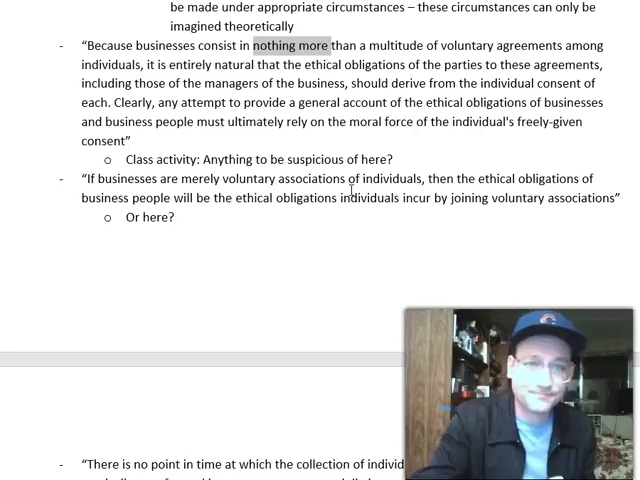 be made under appropriate circumstances – these circumstances can only be
imagined theoretically
- “Because businesses consist in nothing more than a multitude of voluntary agreements among
individuals, it is entirely natural that the ethical obligations of the parties to these agreements,
including those of the managers of the business, should derive from the individual consent of
each. Clearly, any attempt to provide a general account of the ethical obligations of businesses
and business people must ultimately rely on the moral force of the individual's freely-given
consent”
o Class activity: Anything to be suspicious of here?
- “If businesses are merely voluntary associations of individuals, then the ethical obligations of
business people will be the ethical obligations individuals incur by joining voluntary associations”
o Or here?
- “There is no point in time at which the collection of individ